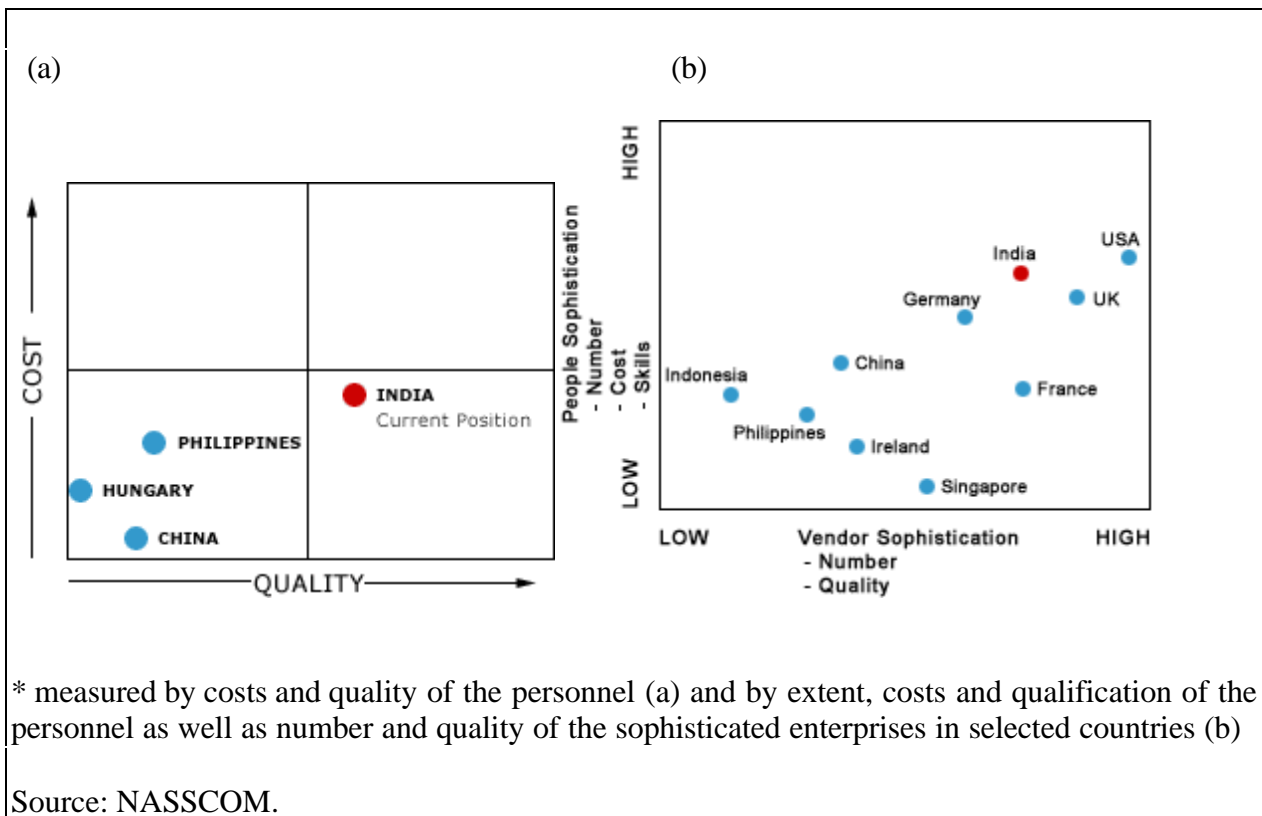 (a)
(b)
COST
QUALITY
INDIA
Current Position
PHILIPPINES
HUNGARY
CHINA
People Sophistication
- Number
- Cost
- Skills
HIGH
LOW
USA
India
UK
Germany
China
Indonesia
France
Philippines
Ireland
Singapore
LOW
Vendor Sophistication
HIGH
- Number
- Quality
* measured by costs and quality of the personnel (a) and by extent, costs and qualification of the
personnel as well as number and quality of the sophisticated enterprises in selected countries (b)
Source: NASSCOM.